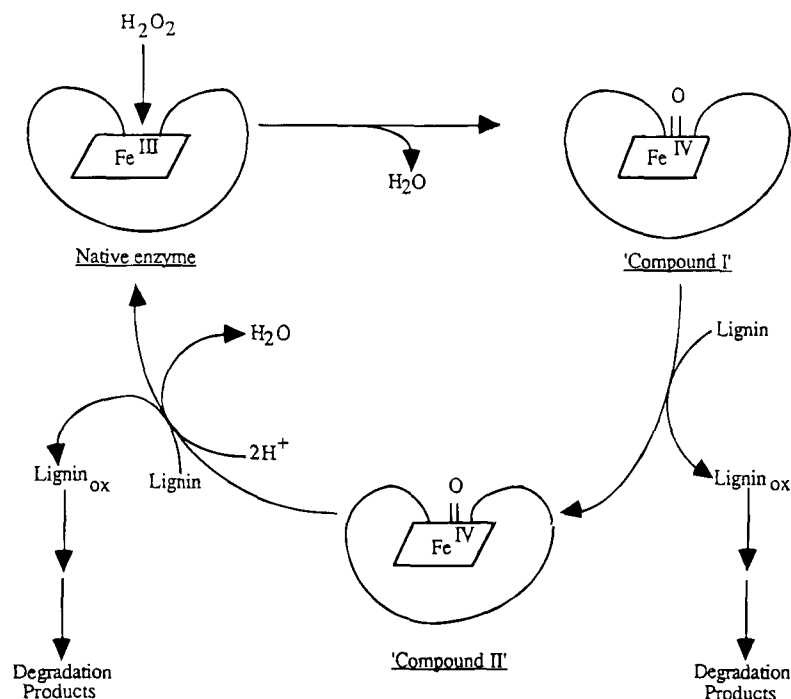 H2O2
Fe III
H2O
O
Fe IV
Native enzyme
'Compound I'
H2O
Lignin
2H+
Lignin ox
Lignin
O
Fe IV
Lignin ox
'Compound II'
Degradation
Products
Degradation
Products